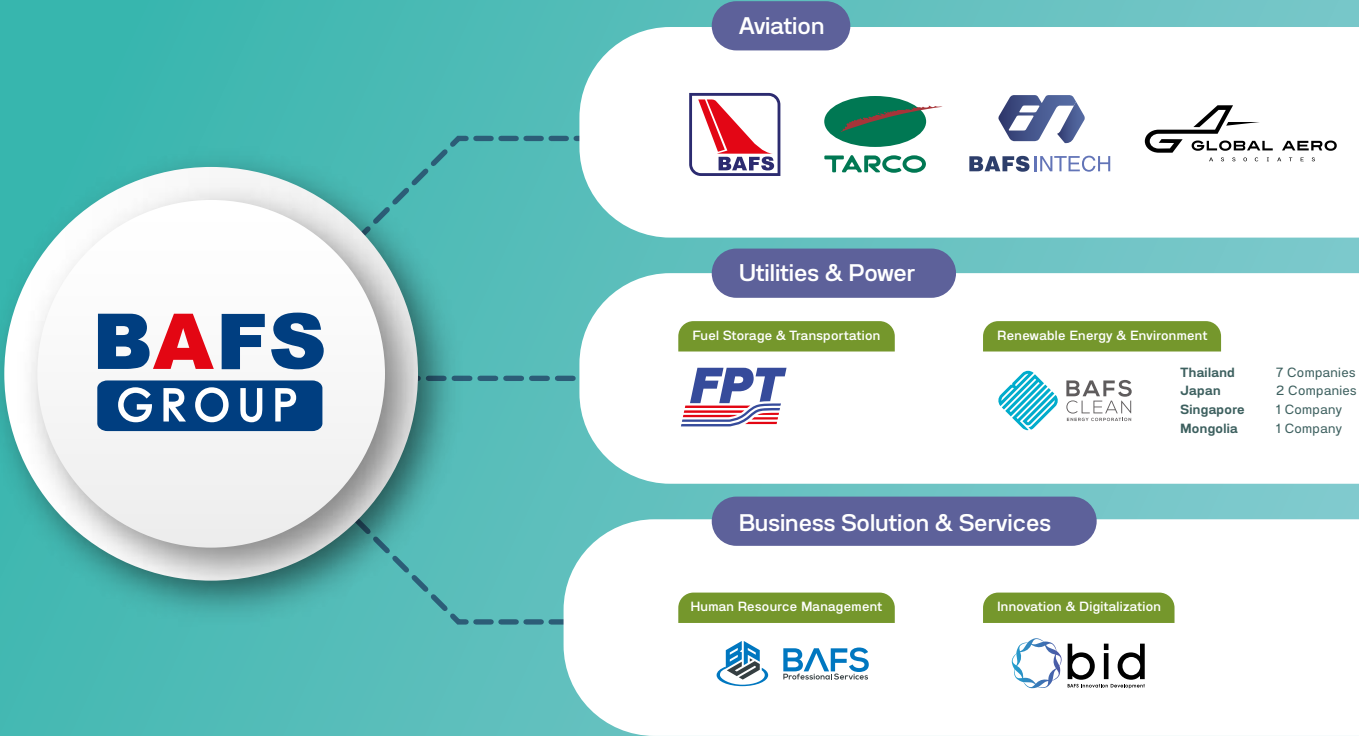 BAFS
GROUP
Aviation
BAFS
TARCO
BAFSINTECH
GLOBAL AERO
ASSOCIATES
Utilities & Power
Fuel Storage & Transportation
FPT
Renewable Energy & Environment
BAFS
CLEAN
ENERGY CORPORATION
Thailand 7 Companies
Japan 2 Companies
Singapore 1 Company
Mongolia 1 Company
Business Solution & Services
Human Resource Management
BAFS
BAFS
Professional Services
Innovation & Digitalization
bid
BAFS Innovation Development